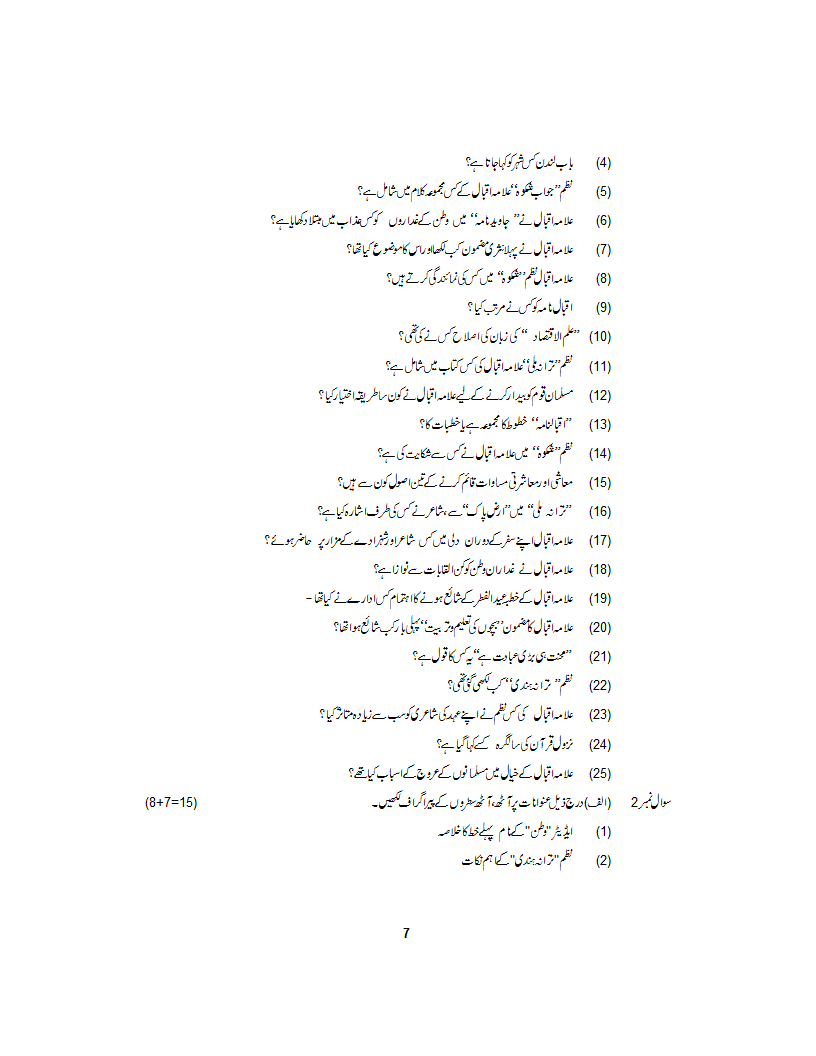 (4) باب لندن کس شہر کو کہا جاتا ہے؟
(5) نظم ”جواب شکوہ“ علامہ اقبال کے کس مجموعہ کلام میں شامل ہے؟
(6) علامہ اقبال نے ”جاوید نامہ“ میں وطن کے غداروں کو کس عذاب میں مبتلا دکھایا ہے؟
(7) علامہ اقبال نے پہلا نثری مضمون کب لکھا اور اس کا موضوع کیا تھا؟
(8) علامہ اقبال نظم ”شکوہ“ میں کس کی نمائندگی کرتے ہیں؟
(9) اقبال نامہ کو کس نے مرتب کیا؟
(10) ”علم الاقتصاد“ کی زبان کی اصلاح کس نے کی تھی؟
(11) نظم ”ترانہ ملی“ علامہ اقبال کی کس کتاب میں شامل ہے؟
(12) مسلمان قوم کو بیدار کرنے کے لیے علامہ اقبال نے کون سا طریقہ اختیار کیا؟
(13) ”اقبالنامہ“ خطوط کا مجموعہ ہے یا خطبات کا؟
(14) نظم ”شکوہ“ میں علامہ اقبال نے کس سے شکایت کی ہے؟
(15) معاشی اور معاشرتی مساوات قائم کرنے کے تین اصول کون سے ہیں؟
(16) ”ترانہ ملی“ میں ”ارض پاک“ سے شاعر نے کس کی طرف اشارہ کیا ہے؟
(17) علامہ اقبال اپنے سفر کے دوران دلی میں کس شاعر اور شہزادے کے مزار پر حاضر ہوئے؟
(18) علامہ اقبال نے غداران وطن کو کن القابات سے نوازا ہے؟
(19) علامہ اقبال کے خطبہ عید الفطر کے شائع ہونے کا اہتمام کس ادارے نے کیا تھا -
(20) علامہ اقبال کا مضمون ”بچوں کی تعلیم و تربیت“ پہلی بار کب شائع ہوا تھا؟
(21) ”محنت ہی بڑی عبادت ہے“ یہ کس کا قول ہے؟
(22) نظم ”ترانہ ہندی“ کب لکھی گئی تھی؟
(23) علامہ اقبال کی کس نظم نے اپنے عہد کی شاعری کو سب سے زیادہ متاثر کیا؟
(24) نزول قرآن کی سالگرہ کسے کہا گیا ہے؟
(25) علامہ اقبال کے خیال میں مسلمانوں کے عروج کے اسباب کیا تھے؟
سوال نمبر 2 (الف) درج ذیل عنوانات پر آٹھ، آٹھ سطروں کے پیراگراف لکھیں۔ (8+7=15)
(1) ایڈیٹر "وطن" کے نام پہلے خط کا خلاصہ
(2) نظم "ترانہ ہندی" کے اہم نکات
7